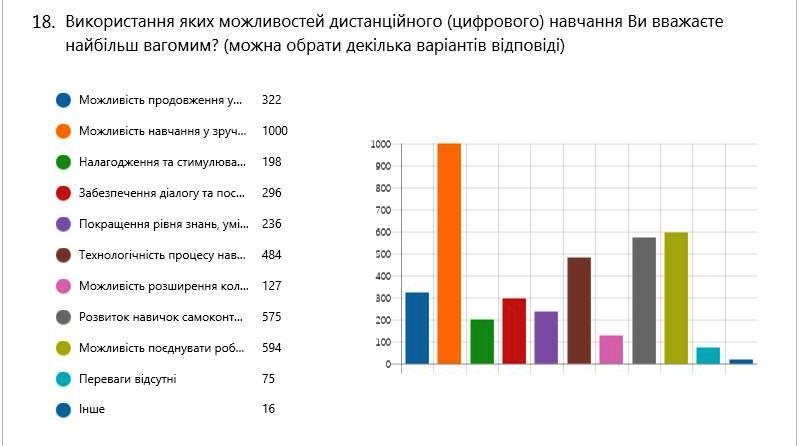 18. Використання яких можливостей дистанційного (цифрового) навчання Ви вважаєте
найбільш вагомим? (можна обрати декілька варіантів відповіді)
Можливість продовження у... 322
Можливість навчання у зруч... 1000
Налагодження та стимулюва... 198
Забезпечення діалогу та пос... 296
Покращення рівня знань, умі... 236
Технологічність процесу нав... 484
Можливість розширення кол... 127
Розвиток навичок самоконт... 575
Можливість поєднувати роб... 594
Переваги відсутні 75
Інше 16
1000
900
800
700
600
500
400
300
200
100
0